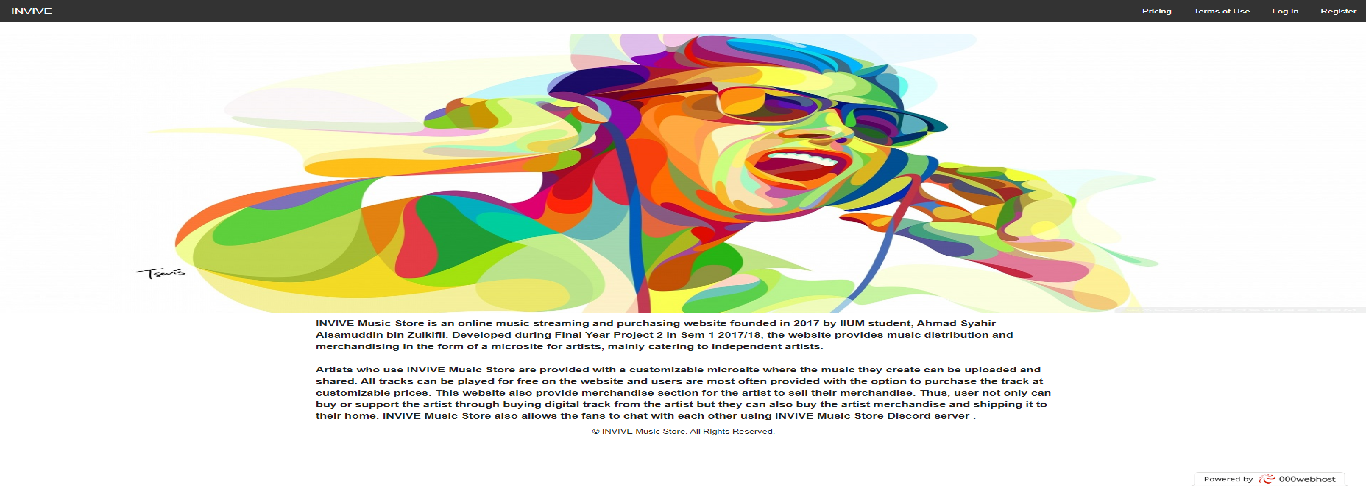 INVIVE Pricing Terms of Use Log In Register
INVIVE Music Store is an online music streaming and purchasing website founded in 2017 by IIUM student, Ahmad Syahir
Aisamuddin bin Zulkifli. Developed during Final Year Project 2 in Sem 1 2017/18, the website provides music distribution and
merchandising in the form of a microsite for artists, mainly catering to independent artists.
Artists who use INVIVE Music Store are provided with a customizable microsite where the music they create can be uploaded and
shared. All tracks can be played for free on the website and users are most often provided with the option to purchase the track at
customizable prices. This website also provide merchandise section for the artist to sell their merchandise. Thus, user not only can
buy or support the artist through buying digital track from the artist but they can also buy the artist merchandise and shipping it to
their home. INVIVE Music Store also allows the fans to chat with each other using INVIVE Music Store Discord server .
© INVIVE Music Store. All Rights Reserved.
Powered by 000webhost